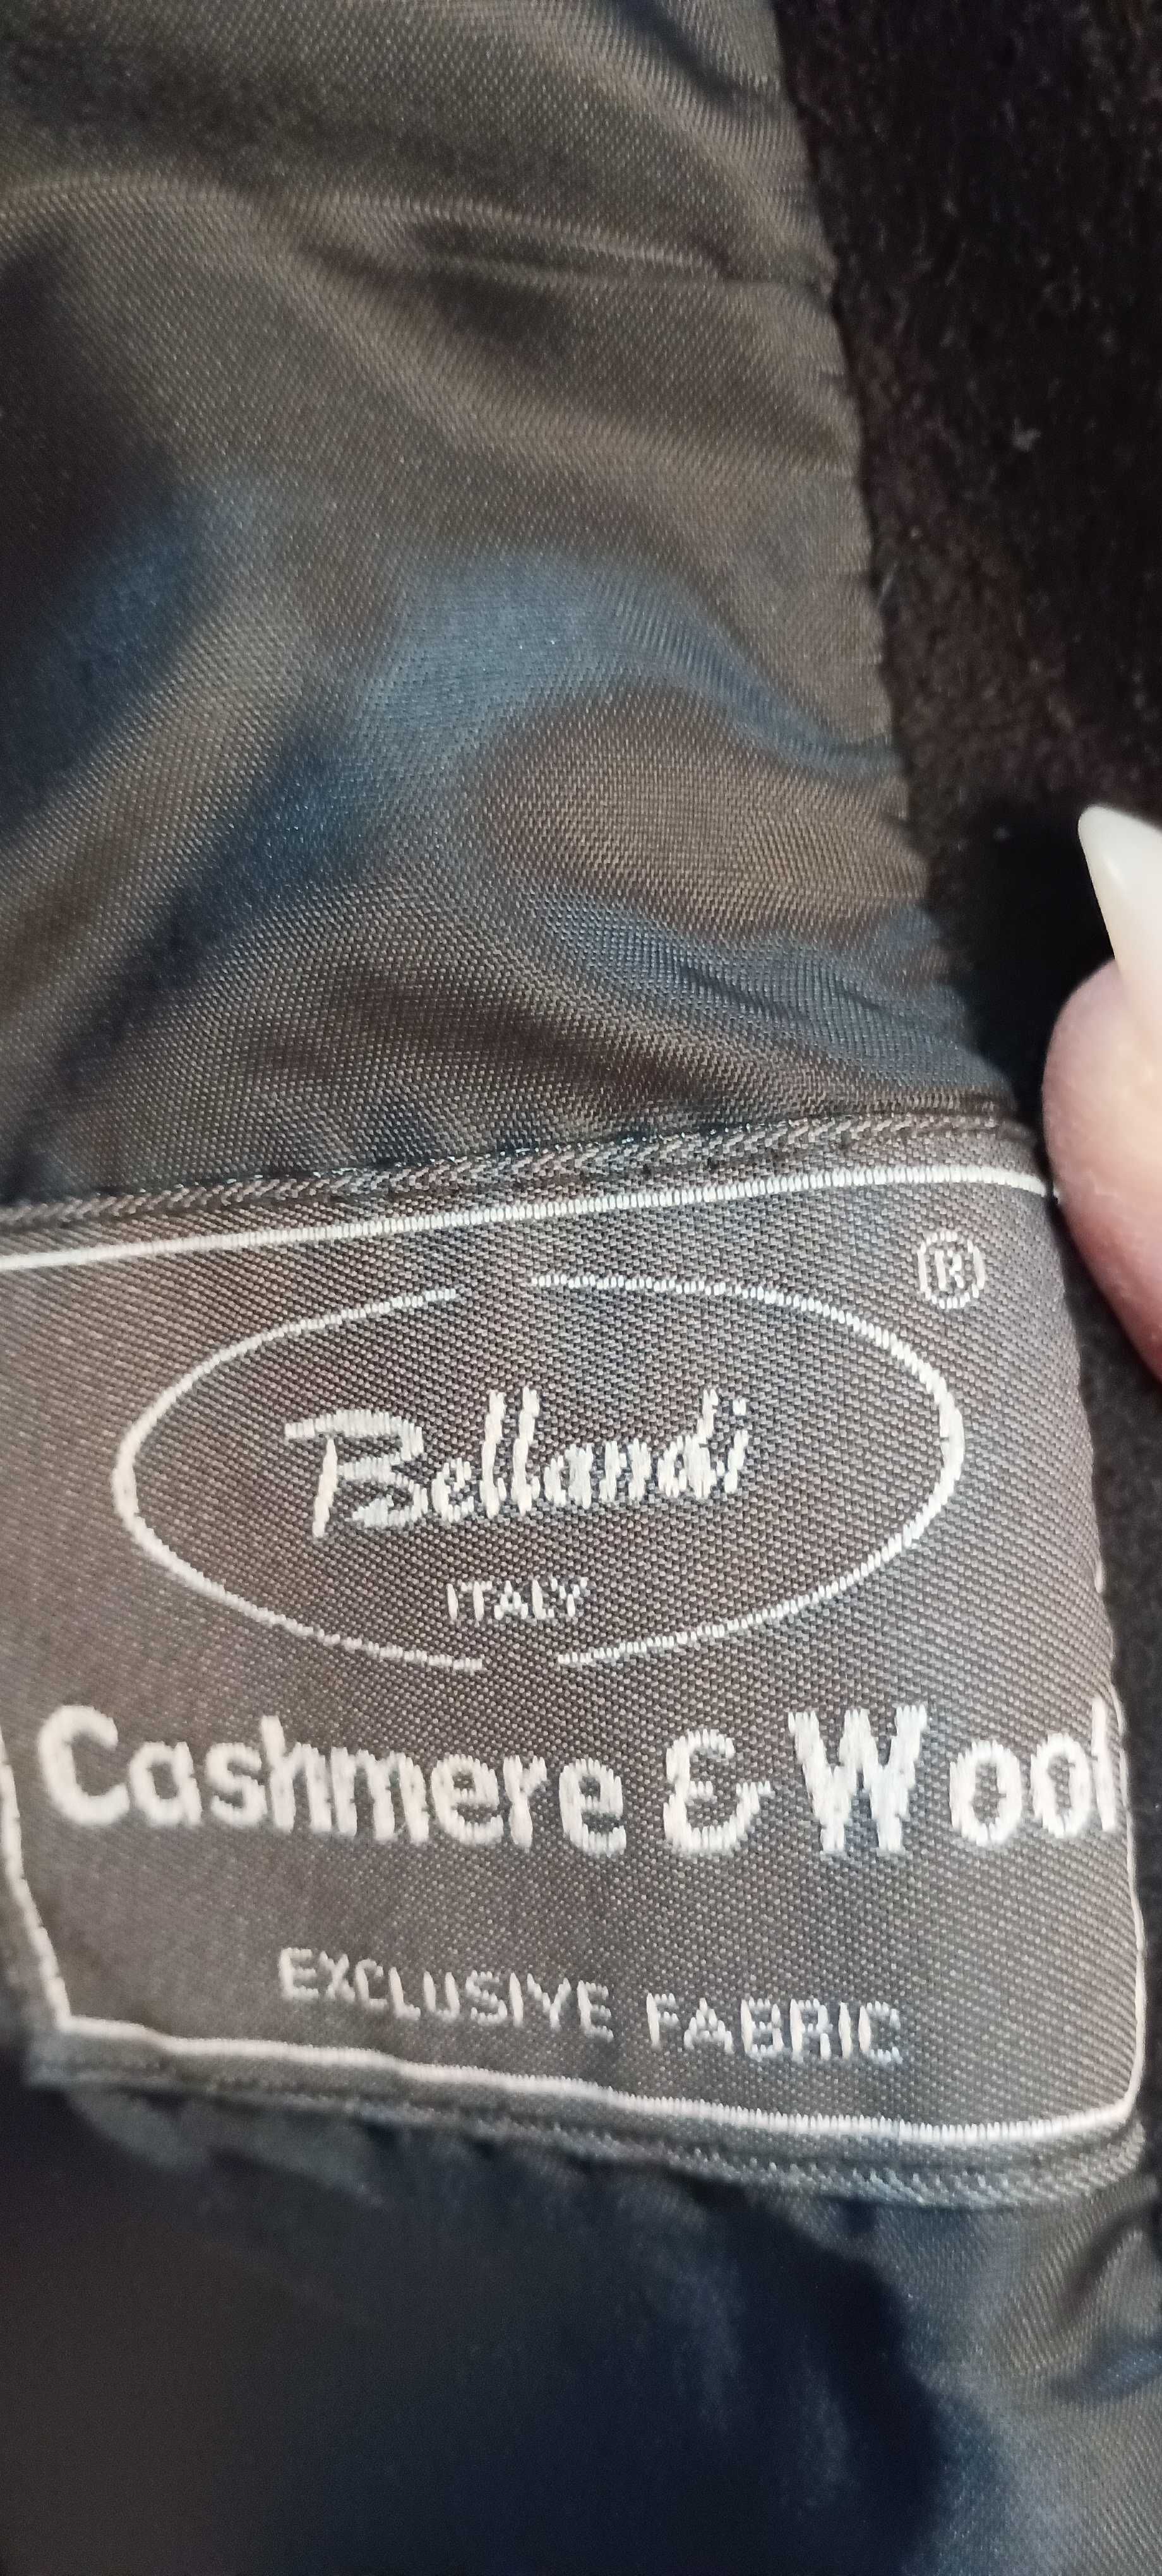 ®
Bellandi
ITALY
Cashmere & Wool
EXCLUSIVE FABRIC